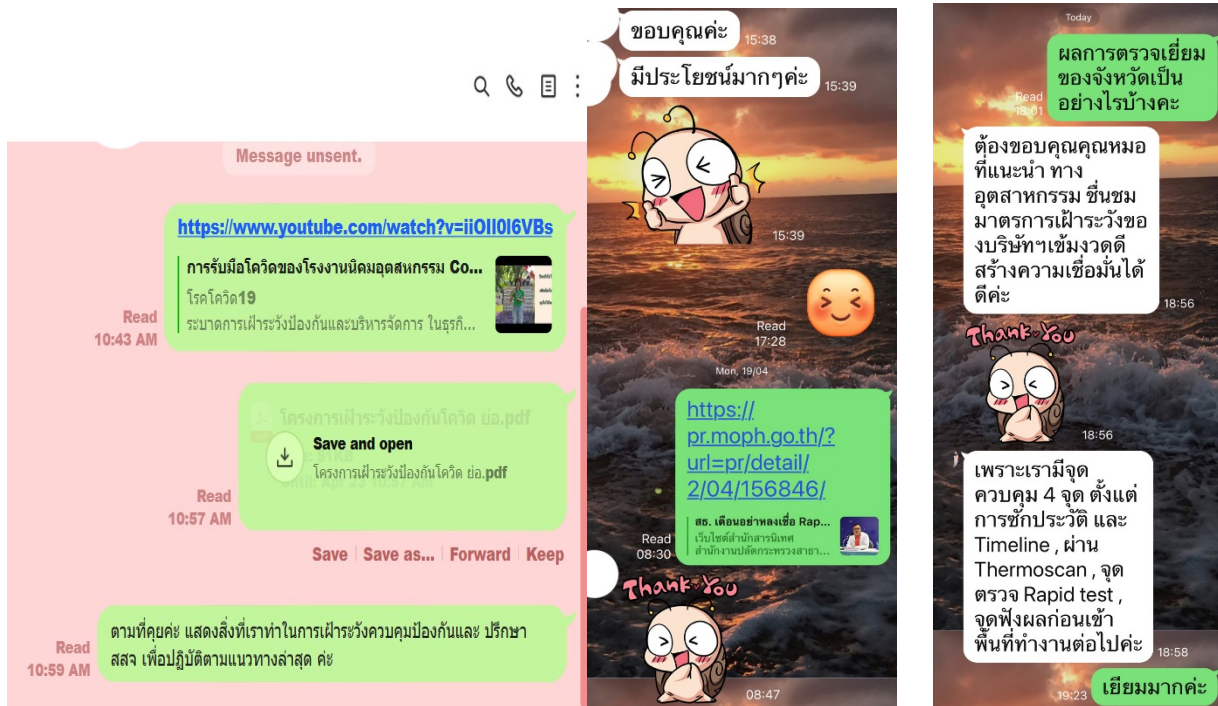 Message unsent.
https://www.youtube.com/watch?v=iiOII0I6VBs
การรับมือโควิดของโรงงานนิคมอุตสหกรรม Co...
โรคโควิด19
ระบาดการเฝ้าระวังป้องกันและบริหารจัดการ ในธุรกิ...
Read
10:43 AM
โครงการเฝ้าระวังป้องกันโควิด ย่อ.pdf
Save and open
โครงการเฝ้าระวังป้องกันโควิด ย่อ.pdf
Read
10:57 AM
Save
Save as...
Forward
Keep
ตามที่คุยค่ะ แสดงสิ่งที่เราทำในการเฝ้าระวังควบคุมป้องกันและ ปรึกษา
สสจ เพื่อปฏิบัติตามแนวทางล่าสุด ค่ะ
Read
10:59 AM
ขอบคุณค่ะ
15:38
มีประโยชน์มากๆค่ะ
15:39
15:39
Read
17:28
Mon, 19/04
https://
pr.moph.go.th/?
url=pr/detail/
2/04/156846/
สธ. เตือนอย่าหลงเชื่อ Rap...
เว็บไซต์สำนักสารนิเทศ
สำนักงานปลัดกระทรวงสาธา...
Read
08:30
Thank You
08:47
Today
ผลการตรวจเยี่ยม
ของจังหวัดเป็น
อย่างไรบ้างคะ
Read
18:01
ต้องขอบคุณคุณหมอ
ที่แนะนำ ทาง
อุตสาหกรรม ชื่นชม
มาตรการเฝ้าระวังขอ
งบริษัทฯเข้มงวดดี
สร้างความเชื่อมั่นได้
ดีค่ะ
18:56
Thank You
18:56
เพราะเรามีจุด
ควบคุม 4 จุด ตั้งแต่
การซักประวัติ และ
Timeline , ผ่าน
Thermoscan , จุด
ตรวจ Rapid test ,
จุดฟังผลก่อนเข้า
พื้นที่ทำงานต่อไปค่ะ
18:58
19:23
เยี่ยมมากค่ะ